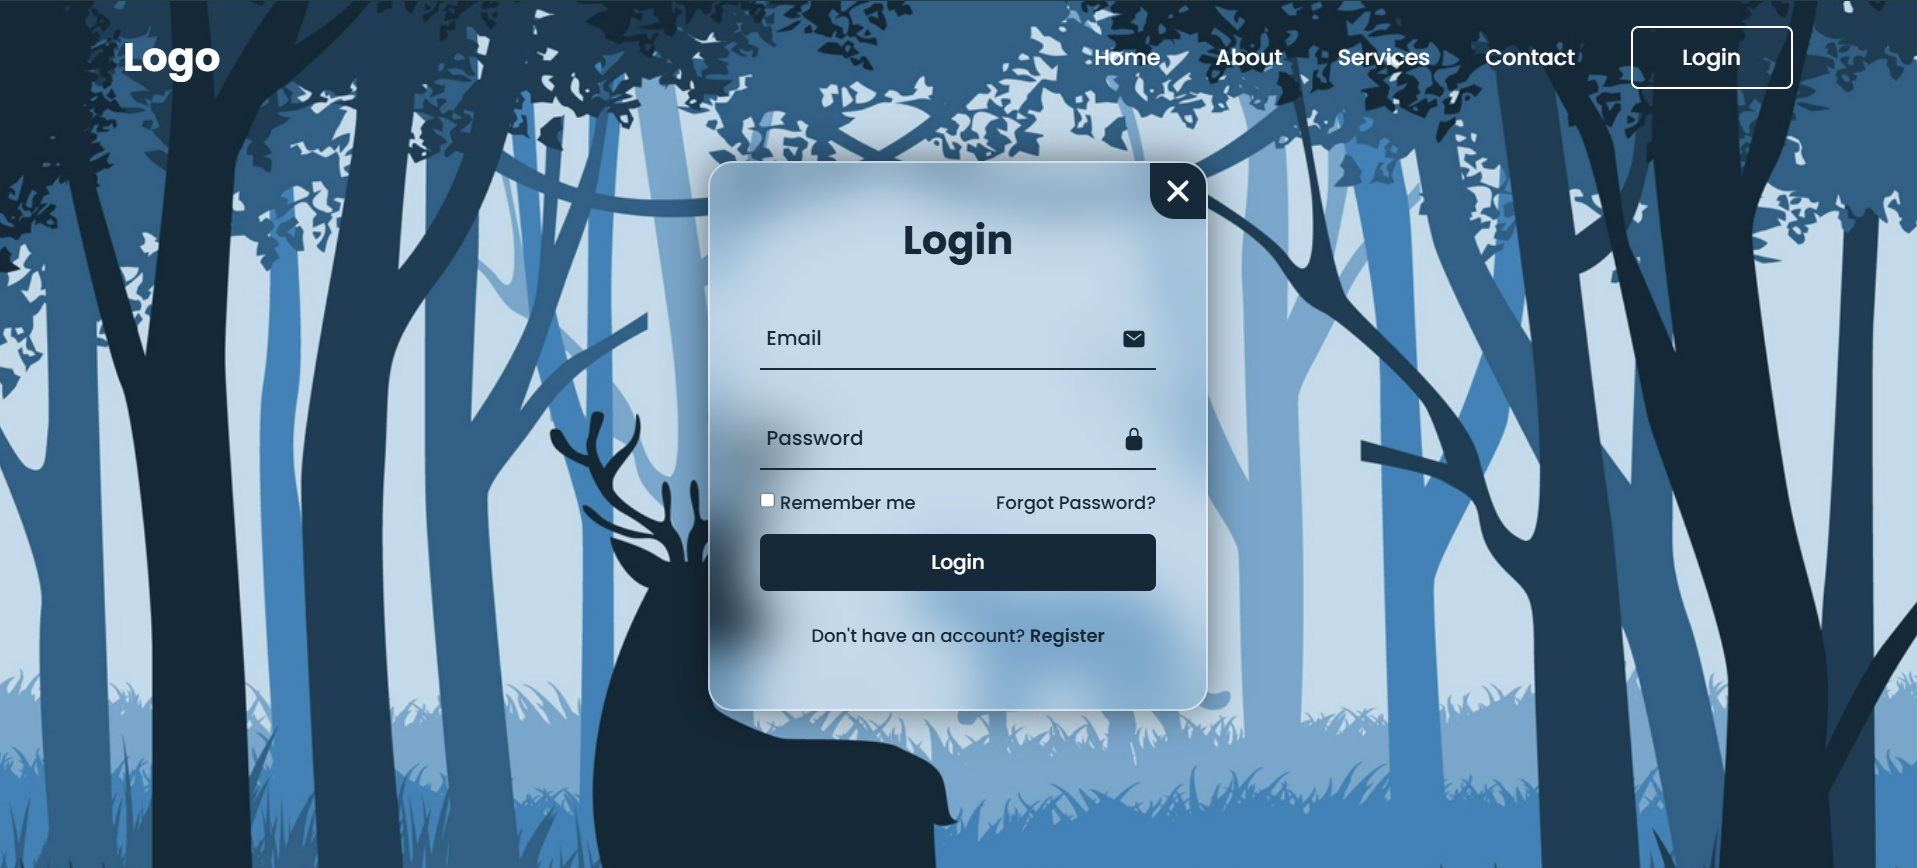 Logo
Home About Services Contact Login
Login
Email
Password
Remember me Forgot Password?
Login
Don't have an account? Register